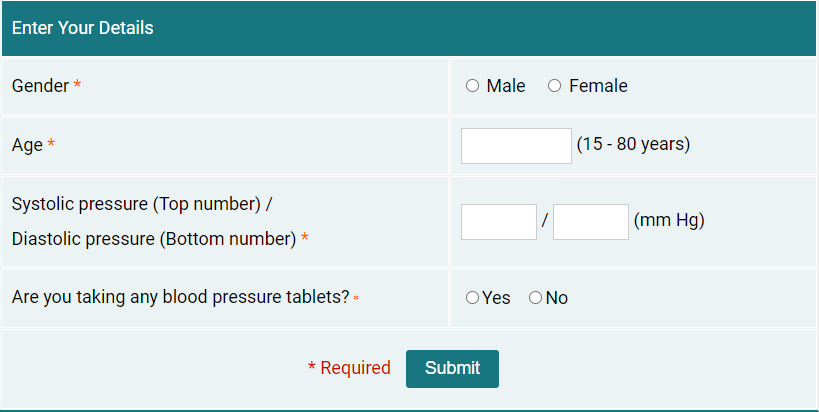 Enter Your Details
Gender * Male Female
Age * (15 - 80 years)
Systolic pressure (Top number) /
Diastolic pressure (Bottom number) * / (mm Hg)
Are you taking any blood pressure tablets? * Yes No
* Required Submit